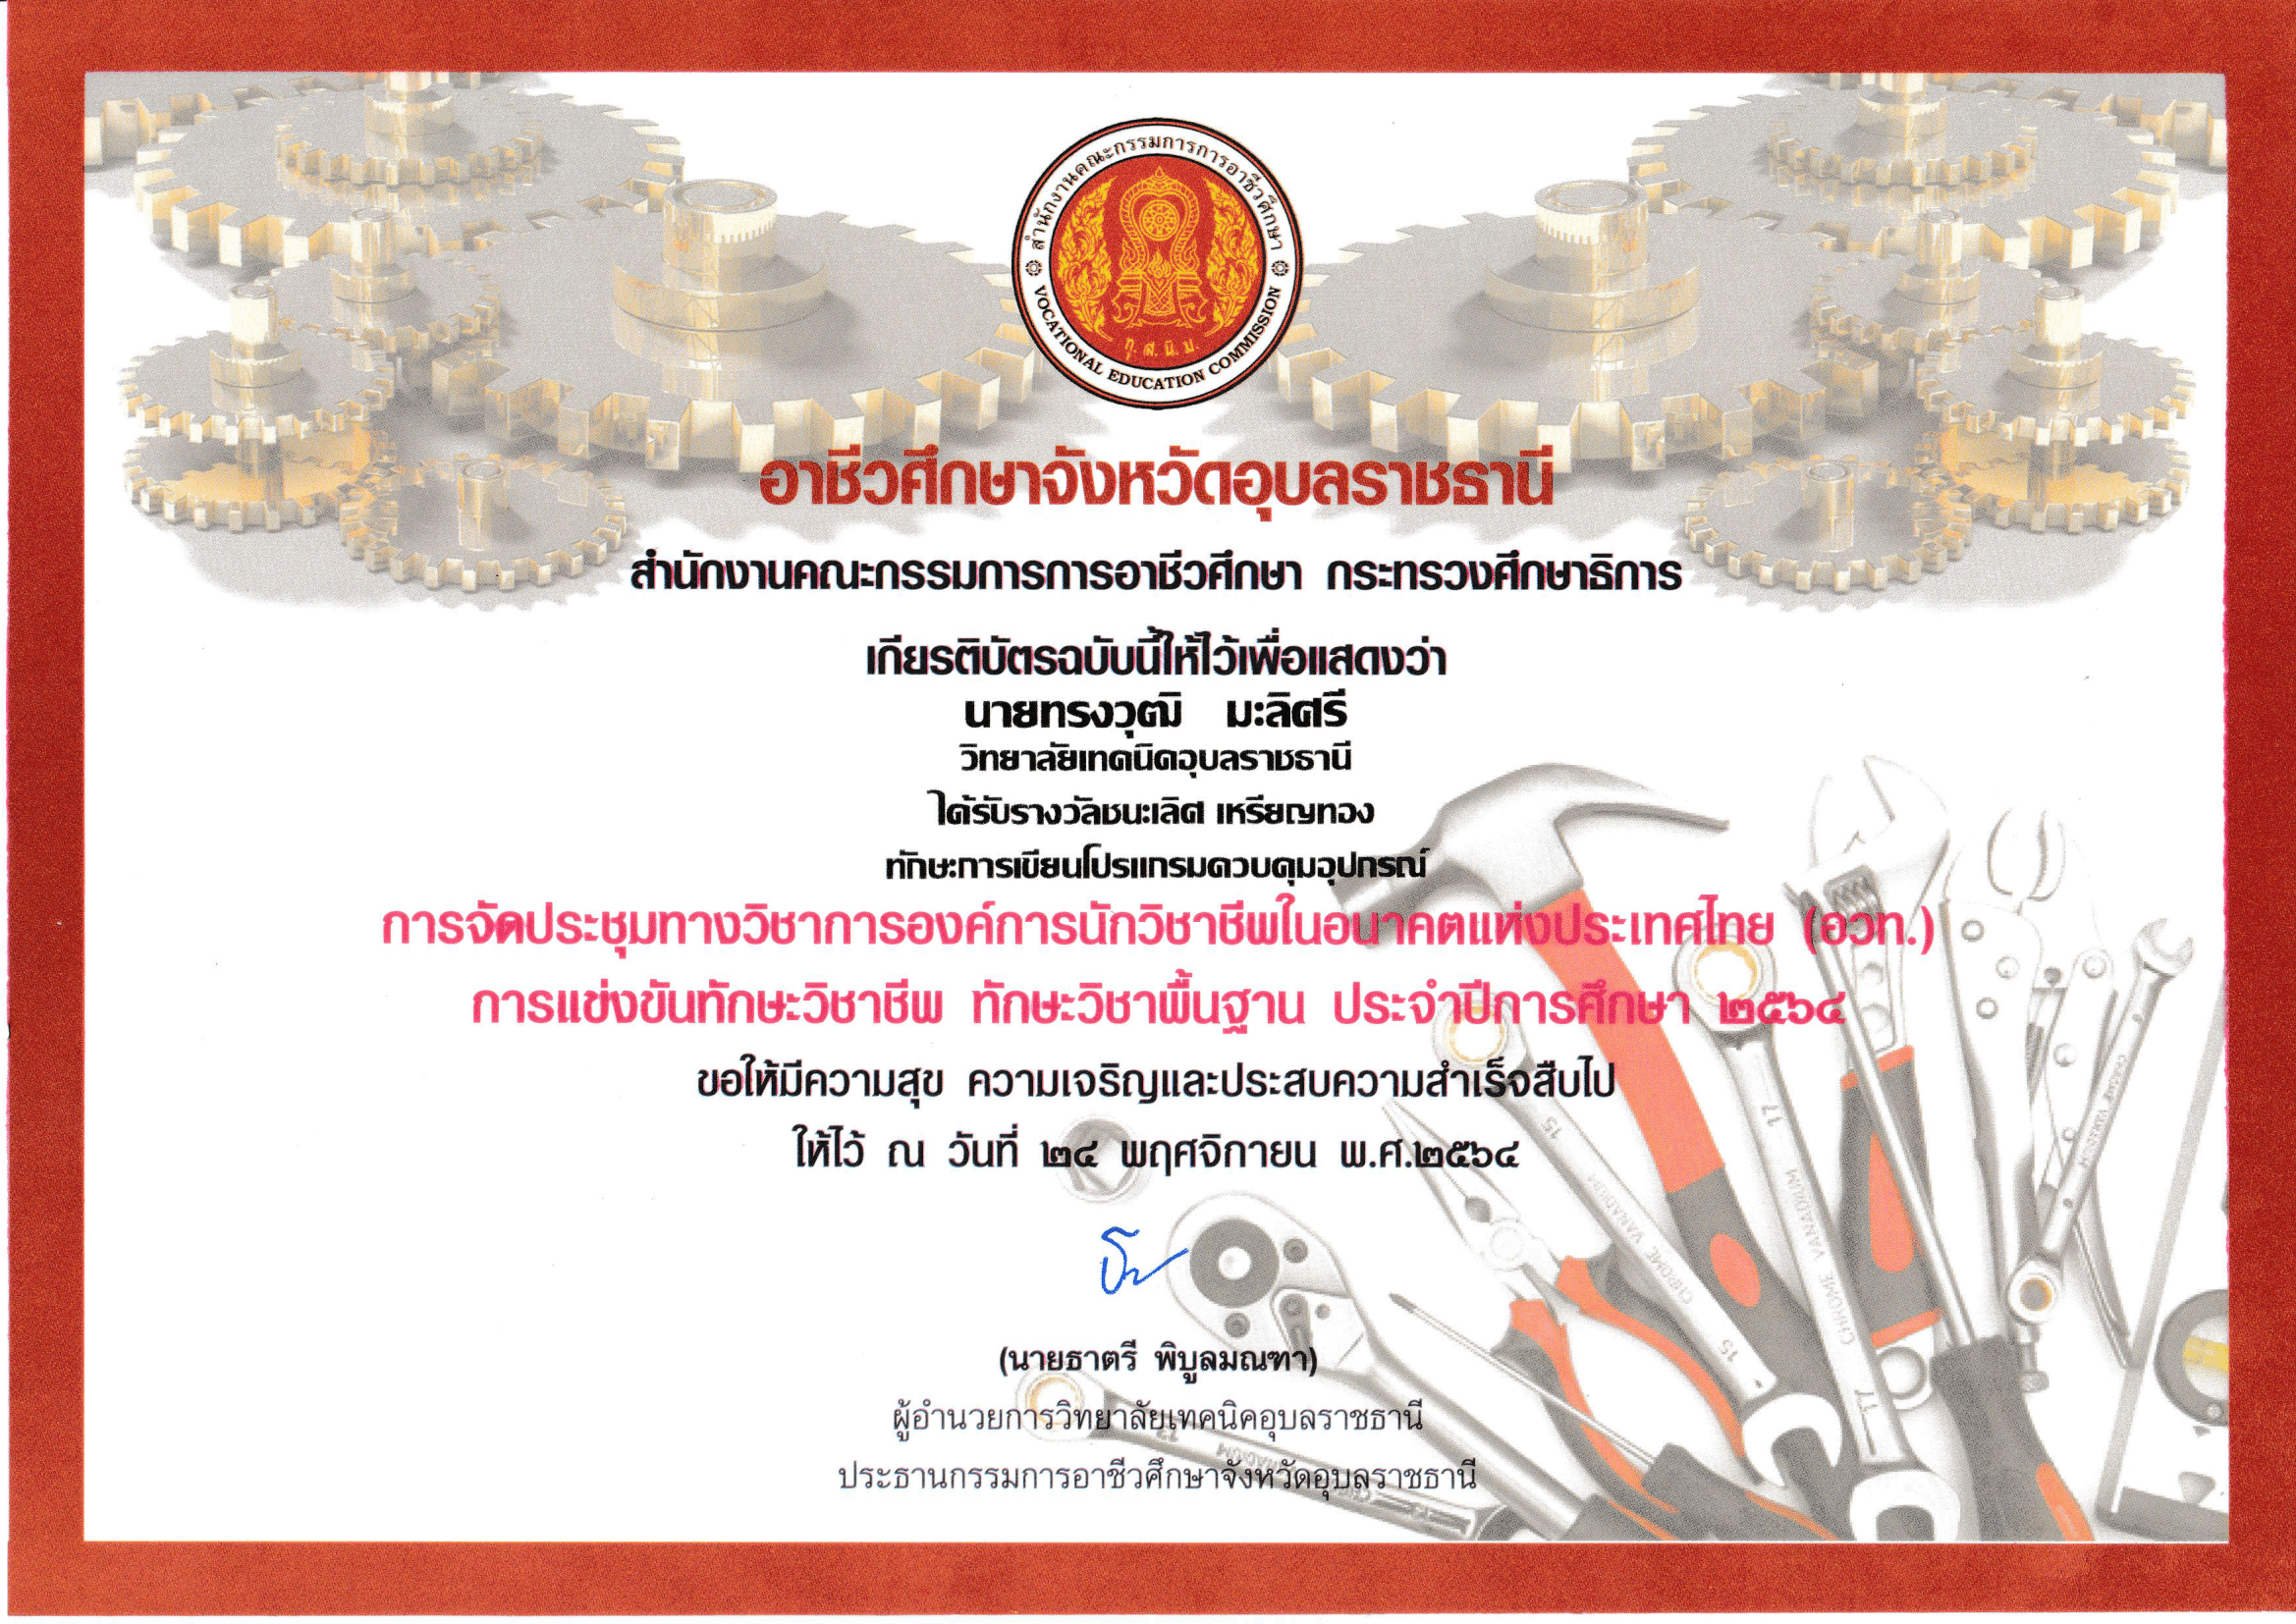 สำนักงานคณะกรรมการการอาชีวศึกษา
VOCATIONAL EDUCATION COMMISSION
ทุ. ส. นิ. ม.
อาชีวศึกษาจังหวัดอุบลราชธานี
สำนักงานคณะกรรมการการอาชีวศึกษา กระทรวงศึกษาธิการ
เกียรติบัตรฉบับนี้ให้ไว้เพื่อแสดงว่า
นายทรงวุฒิ มะลิศรี
วิทยาลัยเทคนิคอุบลราชธานี
ได้รับรางวัลชนะเลิศ เหรียญทอง
ทักษะการเขียนโปรแกรมควบคุมอุปกรณ์
การจัดประชุมทางวิชาการองค์การนักวิชาชีพในอนาคตแห่งประเทศไทย (อวท.)
การแข่งขันทักษะวิชาชีพ ทักษะวิชาพื้นฐาน ประจำปีการศึกษา ๒๕๖๔
ขอให้มีความสุข ความเจริญและประสบความสำเร็จสืบไป
ให้ไว้ ณ วันที่ ๒๔ พฤศจิกายน พ.ศ.๒๕๖๔
(นายธาตรี พิบูลมณฑา)
ผู้อำนวยการวิทยาลัยเทคนิคอุบลราชธานี
ประธานกรรมการอาชีวศึกษาจังหวัดอุบลราชธานี
15
CHROME VANADIUM
15
17
CHROME VANADIUM
17